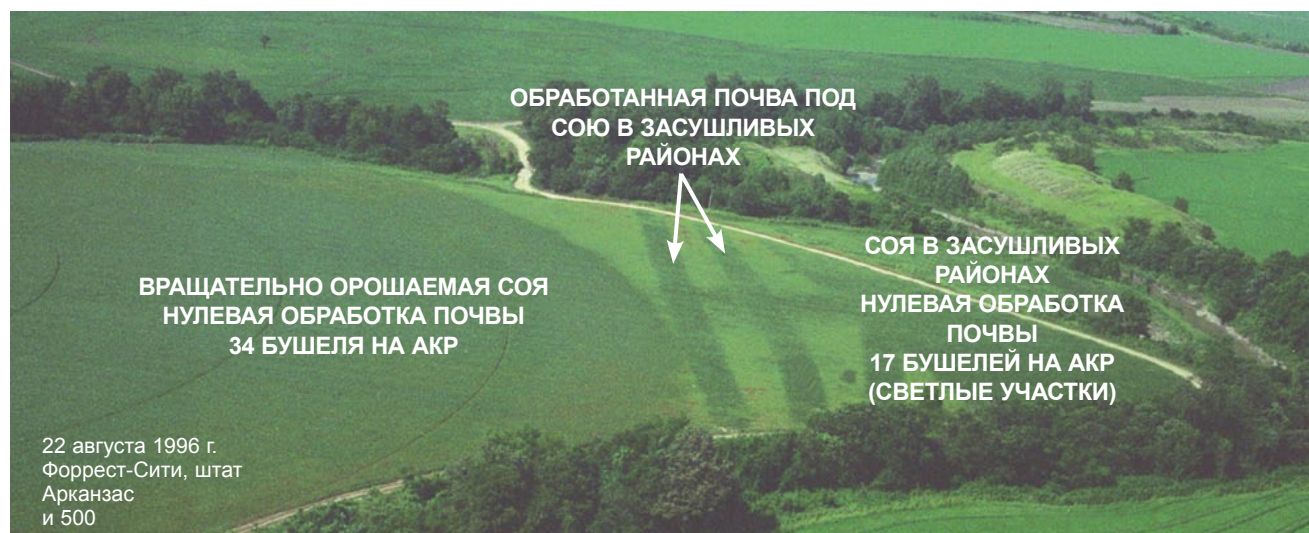 ОБРАБОТАННАЯ ПОЧВА ПОД
СОЮ В ЗАСУШЛИВЫХ
РАЙОНАХ
ВРАЩАТЕЛЬНО ОРОШАЕМАЯ СОЯ
НУЛЕВАЯ ОБРАБОТКА ПОЧВЫ
34 БУШЕЛЯ НА АКР
СОЯ В ЗАСУШЛИВЫХ
РАЙОНАХ
НУЛЕВАЯ ОБРАБОТКА
ПОЧВЫ
17 БУШЕЛЕЙ НА АКР
(СВЕТЛЫЕ УЧАСТКИ)
22 августа 1996 г.
Форрест-Сити, штат
Арканзас
и 500